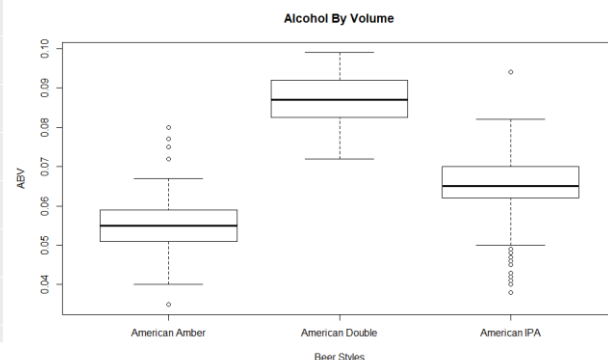 Alcohol By Volume
0.10
0.09
0.08
0.07
0.06
0.05
0.04
ABV
American Amber American Double American IPA
Beer Styles